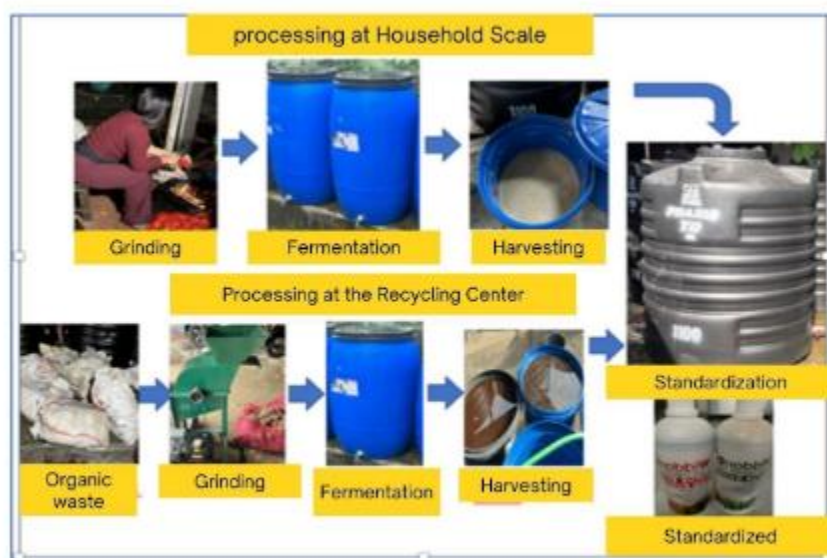 processing at Household Scale
Grinding
Fermentation
Harvesting
Processing at the Recycling Center
Organic
waste
Grinding
Fermentation
Harvesting
Standardization
1100
Standardized